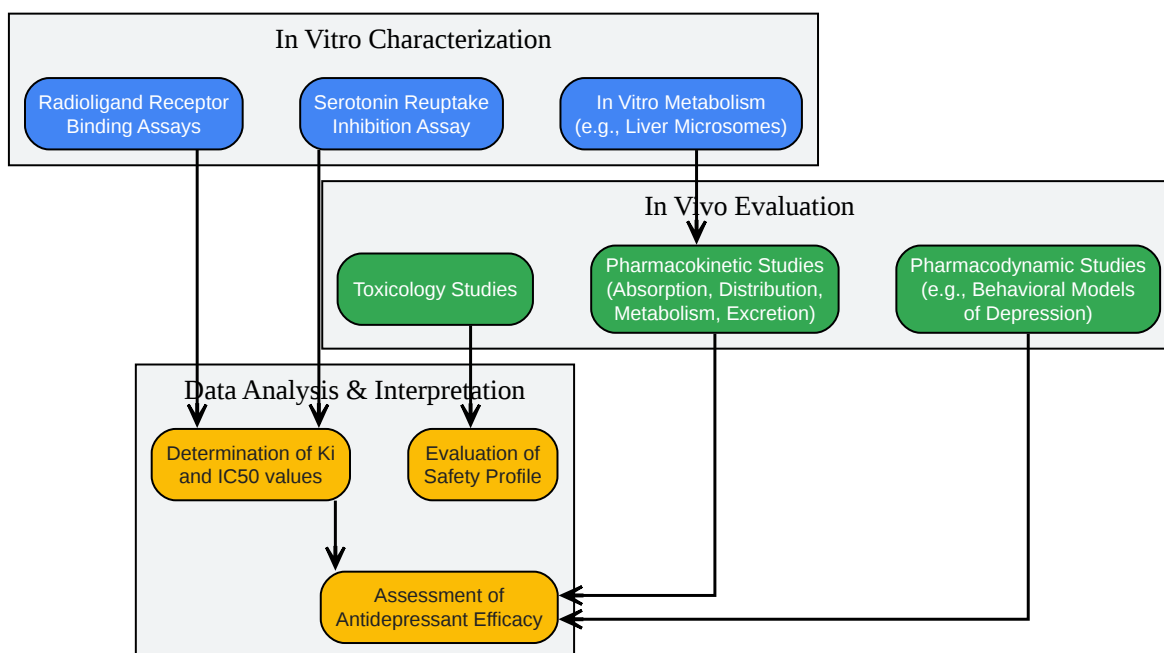 In Vitro Characterization
Radioligand Receptor
Binding Assays
Serotonin Reuptake
Inhibition Assay
In Vitro Metabolism
(e.g., Liver Microsomes)
In Vivo Evaluation
Toxicology Studies
Pharmacokinetic Studies
(Absorption, Distribution,
Metabolism, Excretion)
Pharmacodynamic Studies
(e.g., Behavioral Models
of Depression)
Data Analysis & Interpretation
Determination of Ki
and IC50 values
Evaluation of
Safety Profile
Assessment of
Antidepressant Efficacy